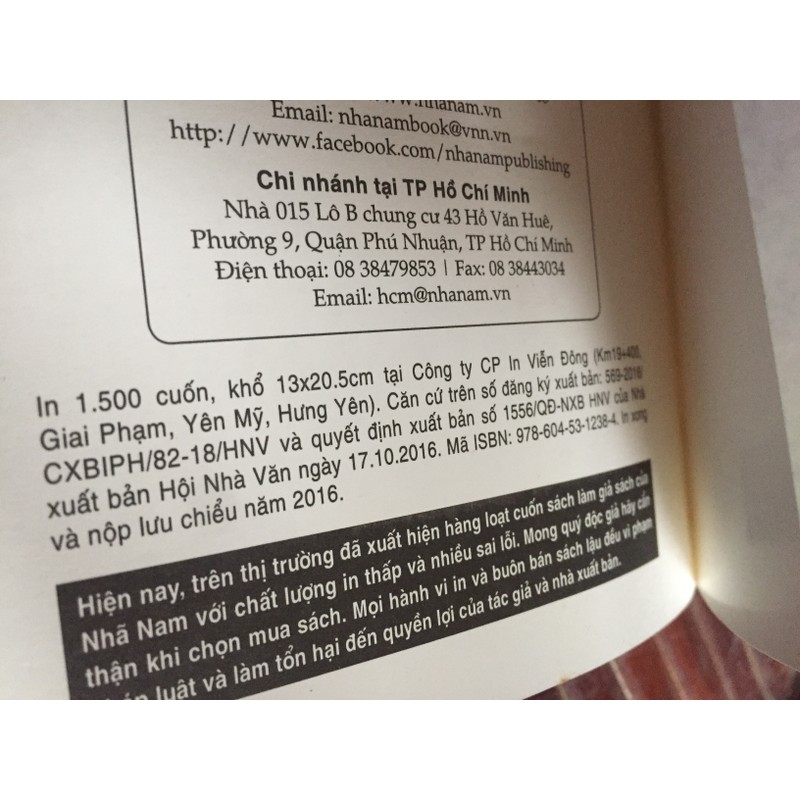 www.nhanam.vn
Email: nhanambook@vnn.vn
http://www.facebook.com/nhanampublishing
Chi nhánh tại TP Hồ Chí Minh
Nhà 015 Lô B chung cư 43 Hồ Văn Huê,
Phường 9, Quận Phú Nhuận, TP Hồ Chí Minh
Điện thoại: 08 38479853 | Fax: 08 38443034
Email: hcm@nhanam.vn
In 1.500 cuốn, khổ 13x20.5cm tại Công ty CP In Viễn Đông (Km19+400,
Giai Phạm, Yên Mỹ, Hưng Yên). Căn cứ trên số đăng ký xuất bản: 569-2016/
CXBIPH/82-18/HNV và quyết định xuất bản số 1556/QĐ-NXB HNV của Nhà
xuất bản Hội Nhà Văn ngày 17.10.2016. Mã ISBN: 978-604-53-1238-4. In xong
và nộp lưu chiểu năm 2016.
Hiện nay, trên thị trường đã xuất hiện hàng loạt cuốn sách làm giả sách của
Nhã Nam với chất lượng in thấp và nhiều sai lỗi. Mong quý độc giả hãy cẩn
thận khi chọn mua sách. Mọi hành vi in và buôn bán sách lậu đều vi phạm
luật và làm tổn hại đến quyền lợi của tác giả và nhà xuất bản.